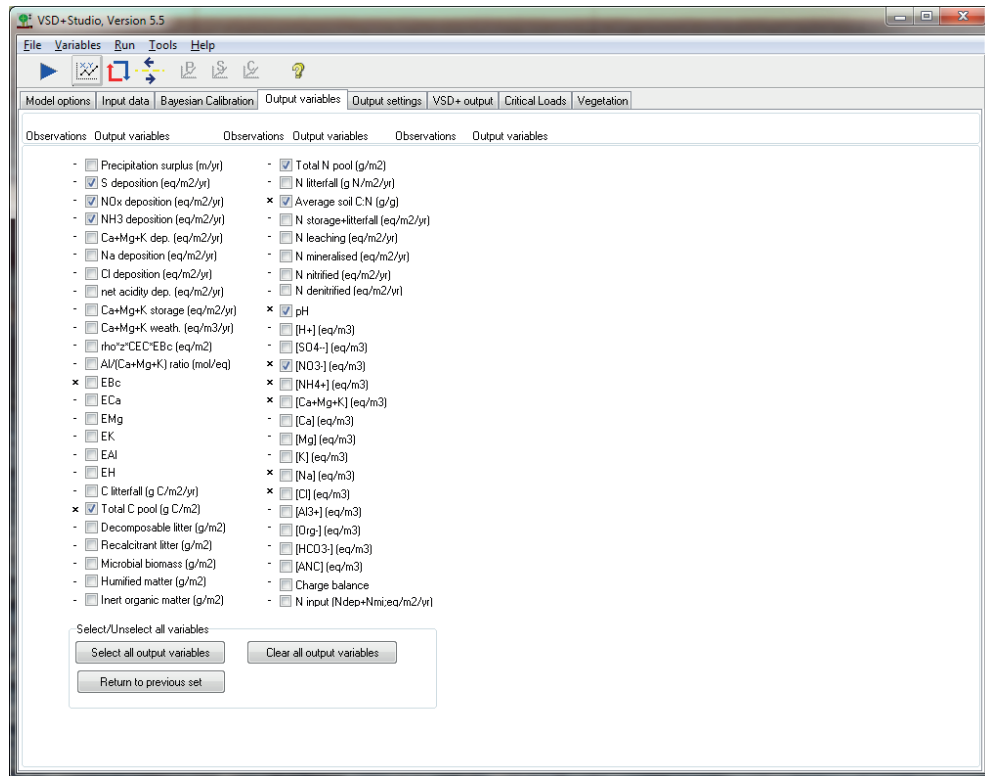 VSD+Studio, Version 5.5
File Variables Run Tools Help
Model options Input data Bayesian Calibration Output variables Output settings VSD+ output Critical Loads Vegetation
Observations Output variables Observations Output variables Observations Output variables
- Precipitation surplus (m/yr)
- S deposition (eq/m2/yr)
- NOx deposition (eq/m2/yr)
- NH3 deposition (eq/m2/yr)
- Ca+Mg+K dep. (eq/m2/yr)
- Na deposition (eq/m2/yr)
- Cl deposition (eq/m2/yr)
- net acidity dep. (eq/m2/yr)
- Ca+Mg+K storage (eq/m2/yr)
- Ca+Mg+K weath. (eq/m3/yr)
- rho*z*CEC*EBc (eq/m2)
- Al/(Ca+Mg+K) ratio (mol/eq)
× EBc
- ECa
- EMg
- EK
- EAl
- EH
- C litterfall (g C/m2/yr)
× Total C pool (g C/m2)
- Decomposable litter (g/m2)
- Recalcitrant litter (g/m2)
- Microbial biomass (g/m2)
- Humified matter (g/m2)
- Inert organic matter (g/m2)
- Total N pool (g/m2)
- N litterfall (g N/m2/yr)
× Average soil C:N (g/g)
- N storage+litterfall (eq/m2/yr)
- N leaching (eq/m2/yr)
- N mineralised (eq/m2/yr)
- N nitrified (eq/m2/yr)
- N denitrified (eq/m2/yr)
× pH
- [H+] (eq/m3)
- [SO4--] (eq/m3)
× [NO3-] (eq/m3)
× [NH4+] (eq/m3)
× [Ca+Mg+K] (eq/m3)
- [Ca] (eq/m3)
- [Mg] (eq/m3)
- [K] (eq/m3)
× [Na] (eq/m3)
× [Cl] (eq/m3)
- [Al3+] (eq/m3)
- [Org-] (eq/m3)
- [HCO3-] (eq/m3)
- [ANC] (eq/m3)
- Charge balance
- N input (Ndep+Nmi;eq/m2/yr)
Select/Unselect all variables
Select all output variables Clear all output variables
Return to previous set